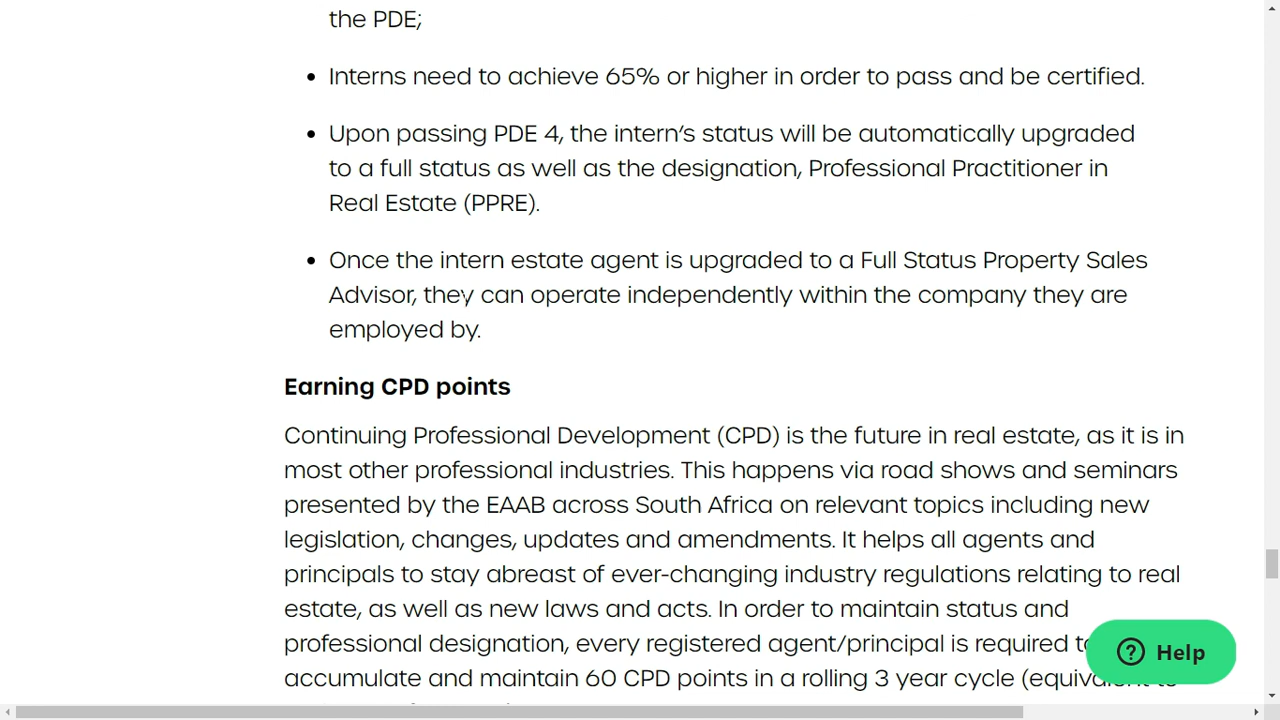 the PDE;
• Interns need to achieve 65% or higher in order to pass and be certified.
• Upon passing PDE 4, the intern’s status will be automatically upgraded
to a full status as well as the designation, Professional Practitioner in
Real Estate (PPRE).
• Once the intern estate agent is upgraded to a Full Status Property Sales
Advisor, they can operate independently within the company they are
employed by.
Earning CPD points
Continuing Professional Development (CPD) is the future in real estate, as it is in
most other professional industries. This happens via road shows and seminars
presented by the EAAB across South Africa on relevant topics including new
legislation, changes, updates and amendments. It helps all agents and
principals to stay abreast of ever-changing industry regulations relating to real
estate, as well as new laws and acts. In order to maintain status and
professional designation, every registered agent/principal is required to
accumulate and maintain 60 CPD points in a rolling 3 year cycle (equivalent to
Help